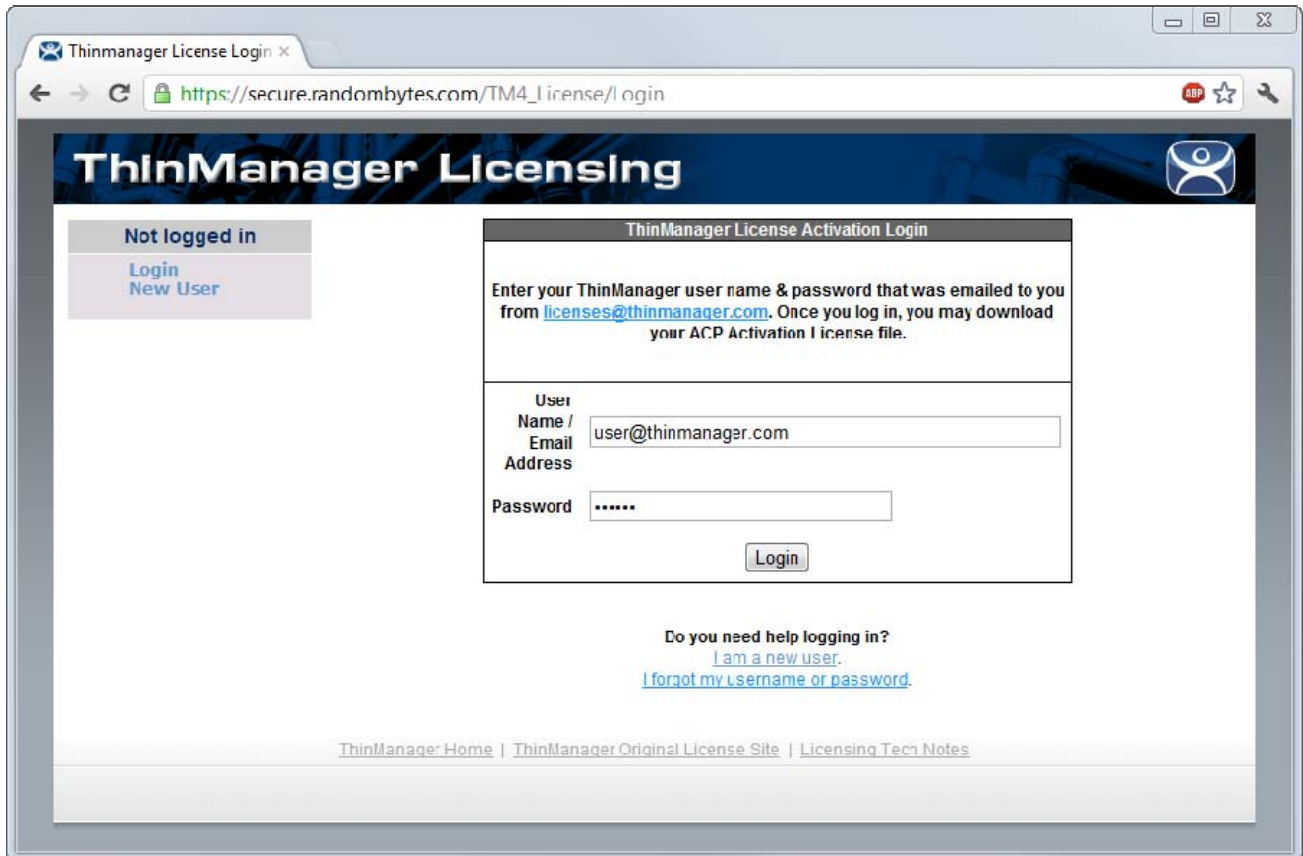 Thinmanager License Login
https://secure.randombytes.com/TM4_License/Login
ABP
ThinManager Licensing
Not logged in
Login
New User
ThinManager License Activation Login
Enter your ThinManager user name & password that was emailed to you
from licenses@thinmanager.com. Once you log in, you may download
your ACP Activation License file.
User
Name /
Email
Address
user@thinmanager.com
Password
••••••
Login
Do you need help logging in?
I am a new user.
I forgot my username or password.
ThinManager Home | ThinManager Original License Site | Licensing Tech Notes